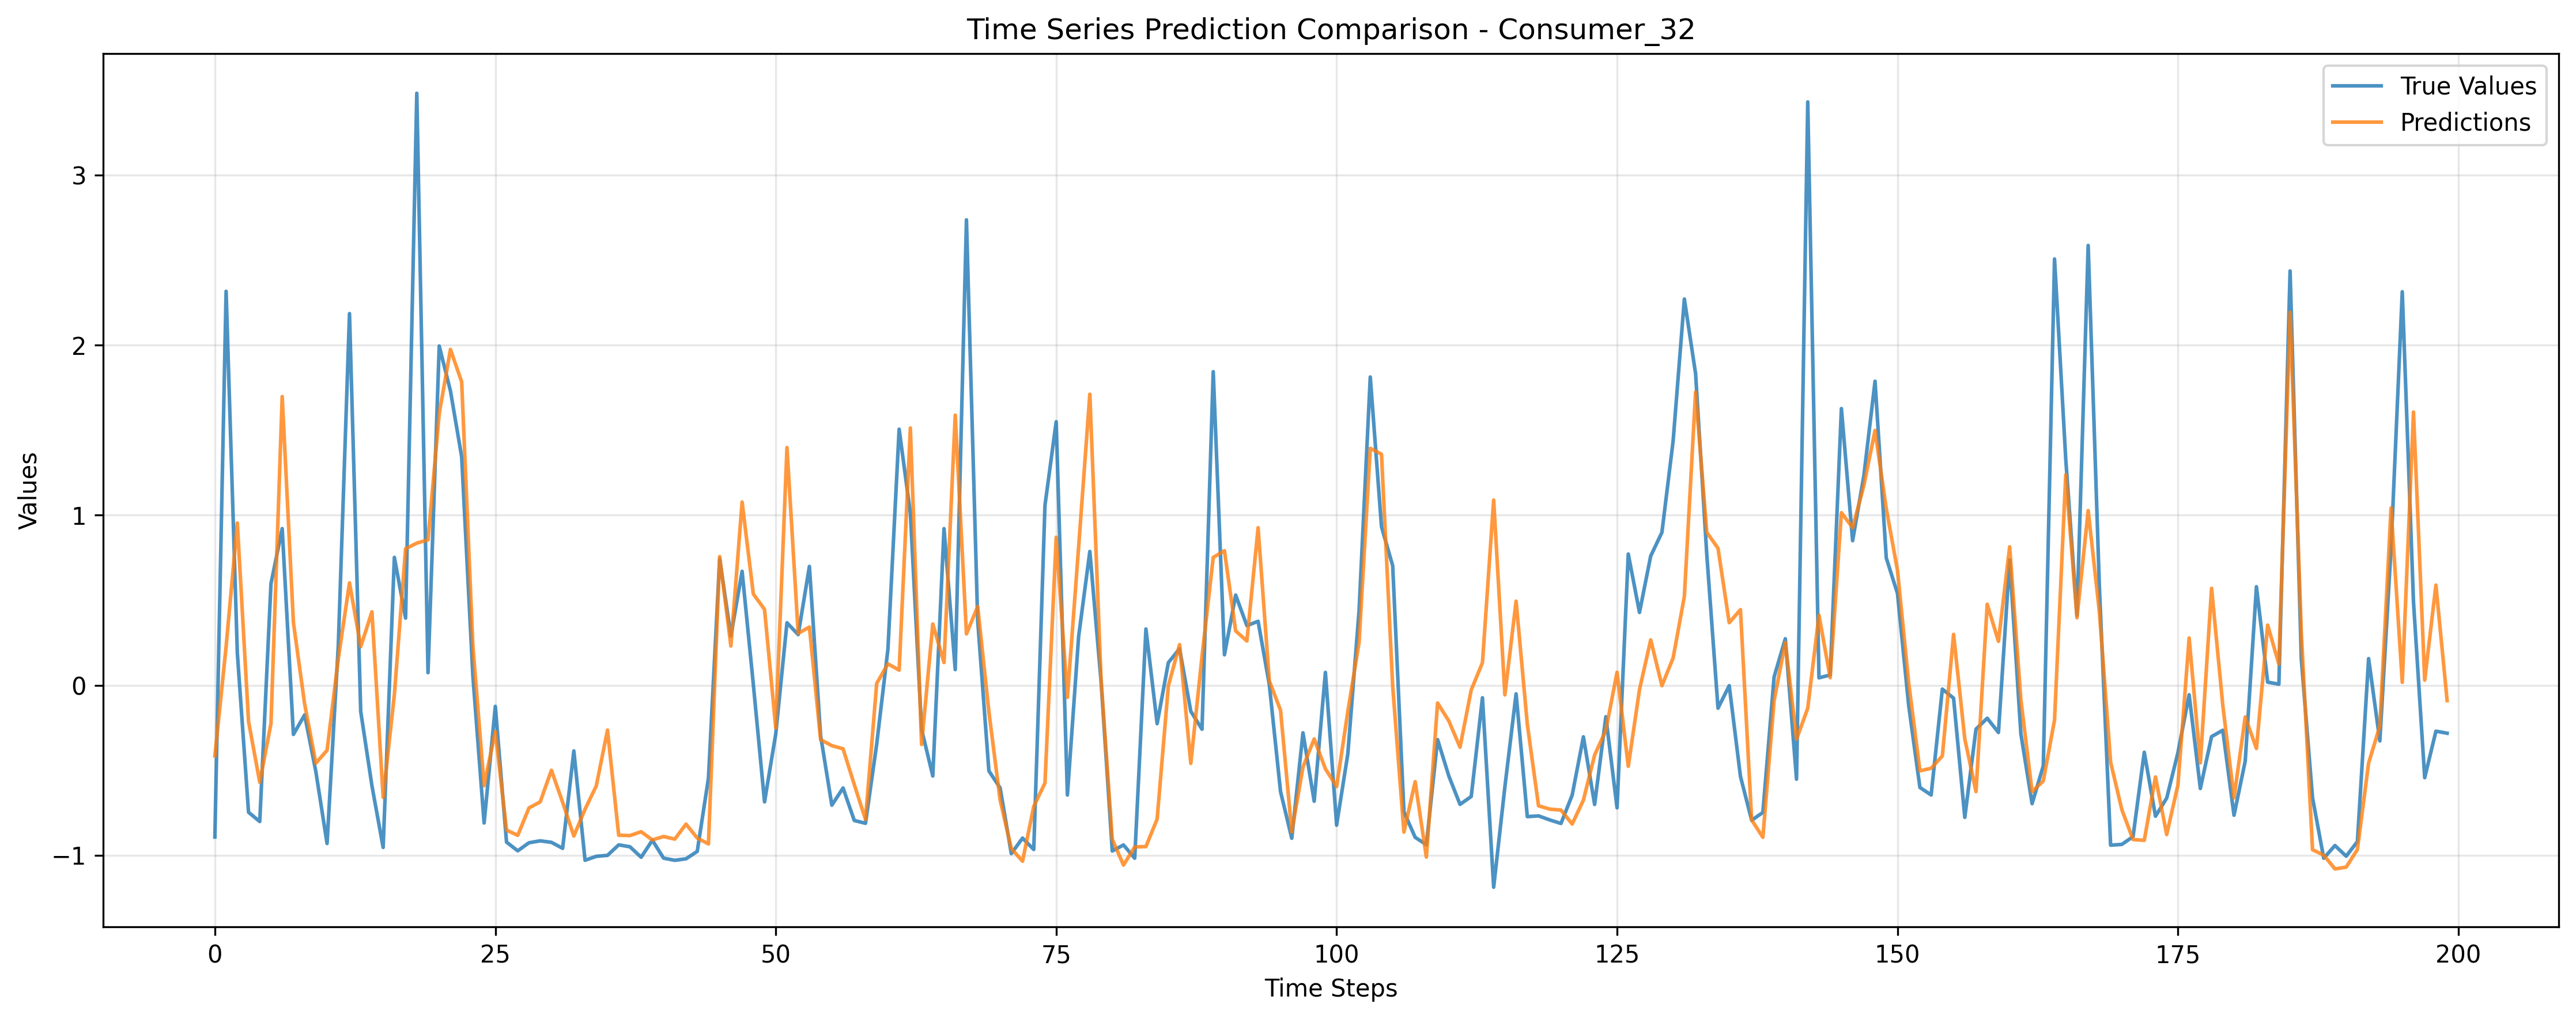 Time Series Prediction Comparison - Consumer_32
True Values
Predictions
Values
3
2
1
0
−1
0 25 50 75 100 125 150 175 200
Time Steps